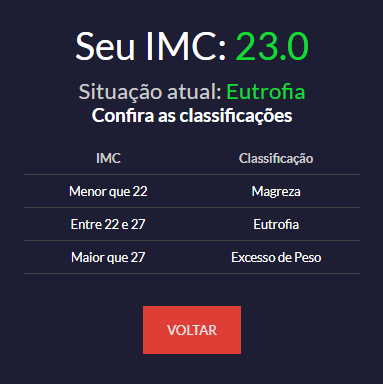 Seu IMC: 23.0
Situação atual: Eutrofia
Confira as classificações
IMC Classificação
Menor que 22 Magreza
Entre 22 e 27 Eutrofia
Maior que 27 Excesso de Peso
VOLTAR